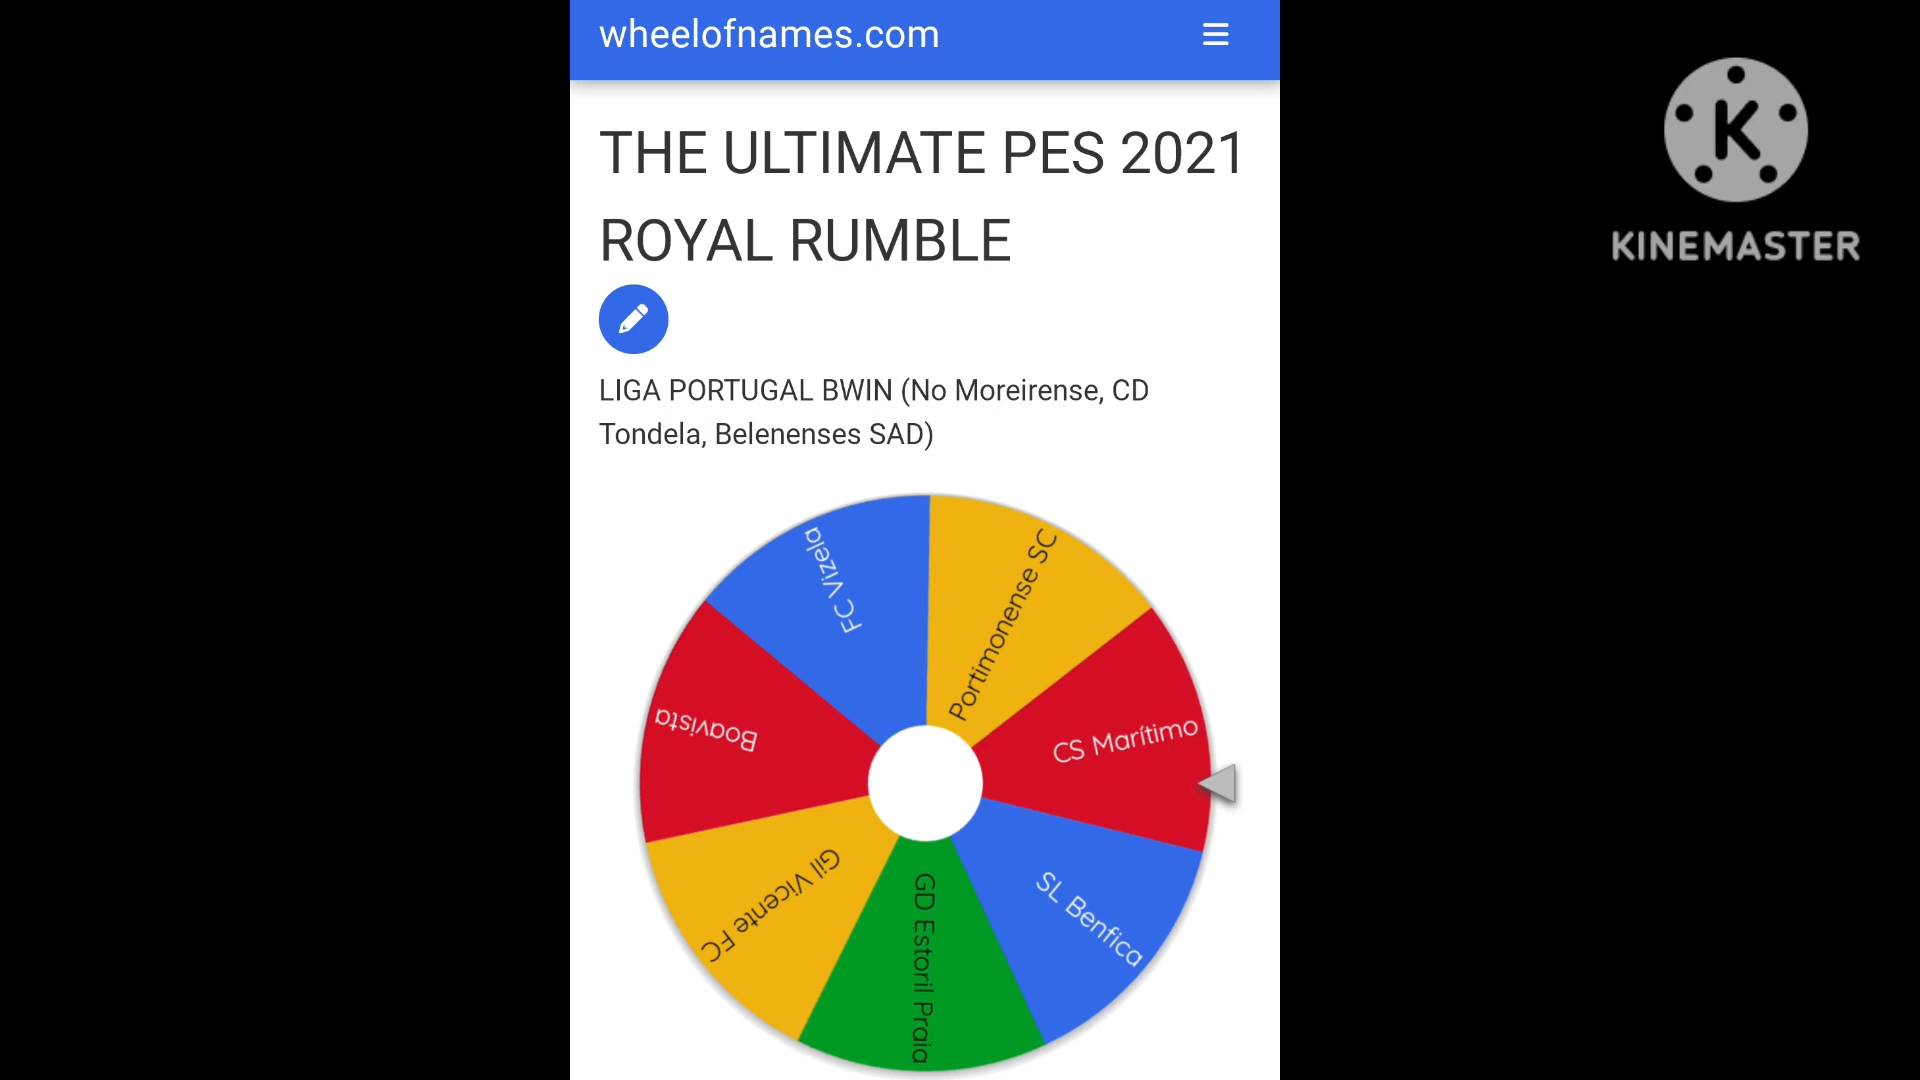 wheelofnames.com
THE ULTIMATE PES 2021
ROYAL RUMBLE
LIGA PORTUGAL BWIN (No Moreirense, CD
Tondela, Belenenses SAD)
FC Vizela
Portimonense SC
CS Marítimo
SL Benfica
GD Estoril Praia
Gil Vicente FC
Boavista
K
KINEMASTER